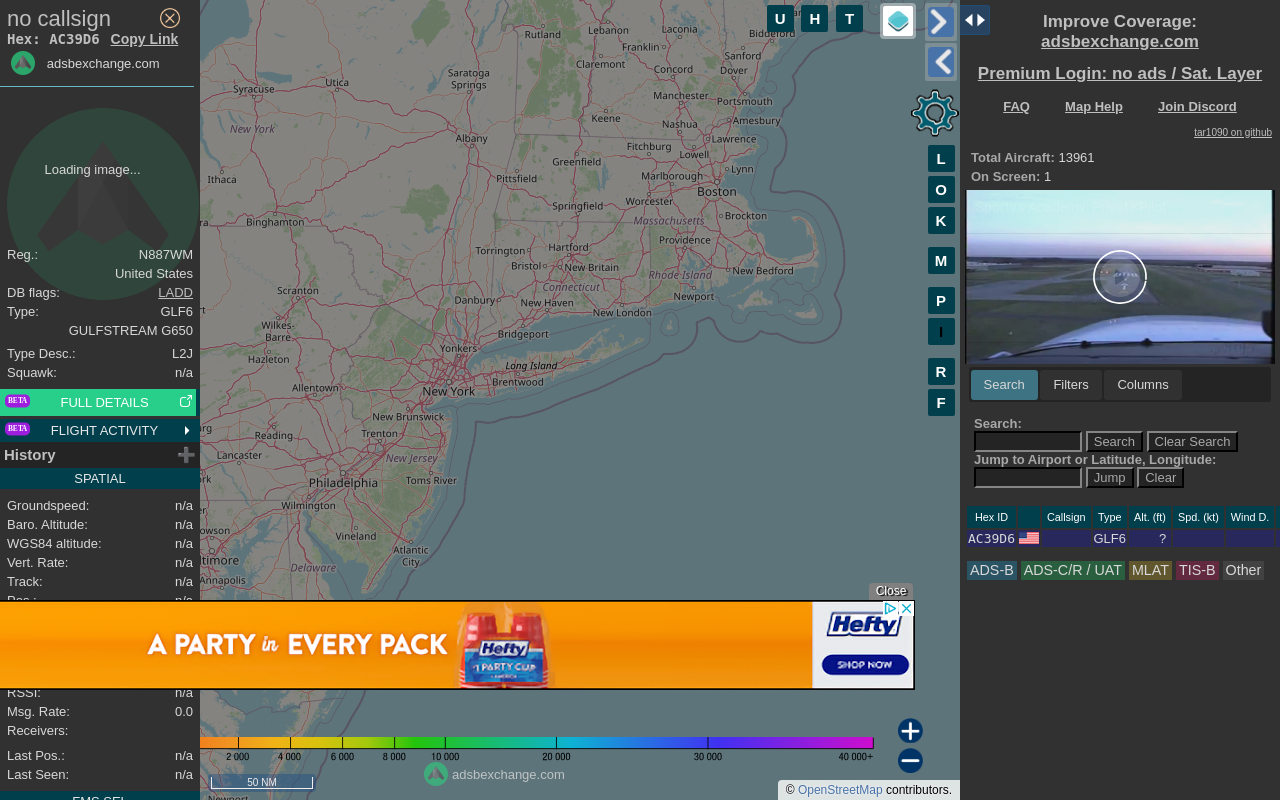 no callsign
Hex: AC39D6 Copy Link
adsbexchange.com
Loading image...
Reg.: N887WM
United States
DB flags: LADD
Type: GLF6
GULFSTREAM G650
Type Desc.: L2J
Squawk: n/a
BETA FULL DETAILS
BETA FLIGHT ACTIVITY
History
SPATIAL
Groundspeed: n/a
Baro. Altitude: n/a
WGS84 altitude: n/a
Vert. Rate: n/a
Track: n/a
Pos.: n/a
RSSI: n/a
Msg. Rate: 0.0
Receivers:
Last Pos.: n/a
Last Seen: n/a
FMS SEL
U H T
L
O
K
M
P
I
R
F
Rutland
Lebanon
Laconia
Biddeford
Franklin
Sanford
Claremont
Concord
Dover
Saratoga
Springs
Utica
Syracuse
Manchester
Portsmouth
Keene
Nashua
Amesbury
New York
Albany
Lawrence
Fitchburg
Lowell
Greenfield
Lynn
Marlborough
Pittsfield
Ithaca
Boston
Worcester
Springfield
Massachusetts
Brockton
Binghamton
Providence
Hartford
Torrington
Bristol
New Britain
Rhode Island
New Bedford
Connecticut
Newport
Scranton
Danbury
New Haven
New London
Wilkes-
Barre
Bridgeport
Yonkers
Hazleton
Long Island
Brentwood
Allentown
New York
New Brunswick
Reading
Trenton
Lancaster
New Jersey
Toms River
Philadelphia
Wilmington
Vineland
Atlantic
City
Annapolis
Delaware
Close
A PARTY in EVERY PACK
Hefty
PARTY CUP
Hefty
SHOP NOW
2 000 4 000 6 000 8 000 10 000 20 000 30 000 40 000+
50 NM
adsbexchange.com
Newport
© OpenStreetMap contributors.
Improve Coverage:
adsbexchange.com
Premium Login: no ads / Sat. Layer
FAQ Map Help Join Discord
tar1090 on github
Total Aircraft: 13961
On Screen: 1
Search Filters Columns
Search:
Search Clear Search
Jump to Airport or Latitude, Longitude:
Jump Clear
Hex ID Callsign Type Alt. (ft) Spd. (kt) Wind D.
AC39D6 GLF6 ?
ADS-B ADS-C/R / UAT MLAT TIS-B Other